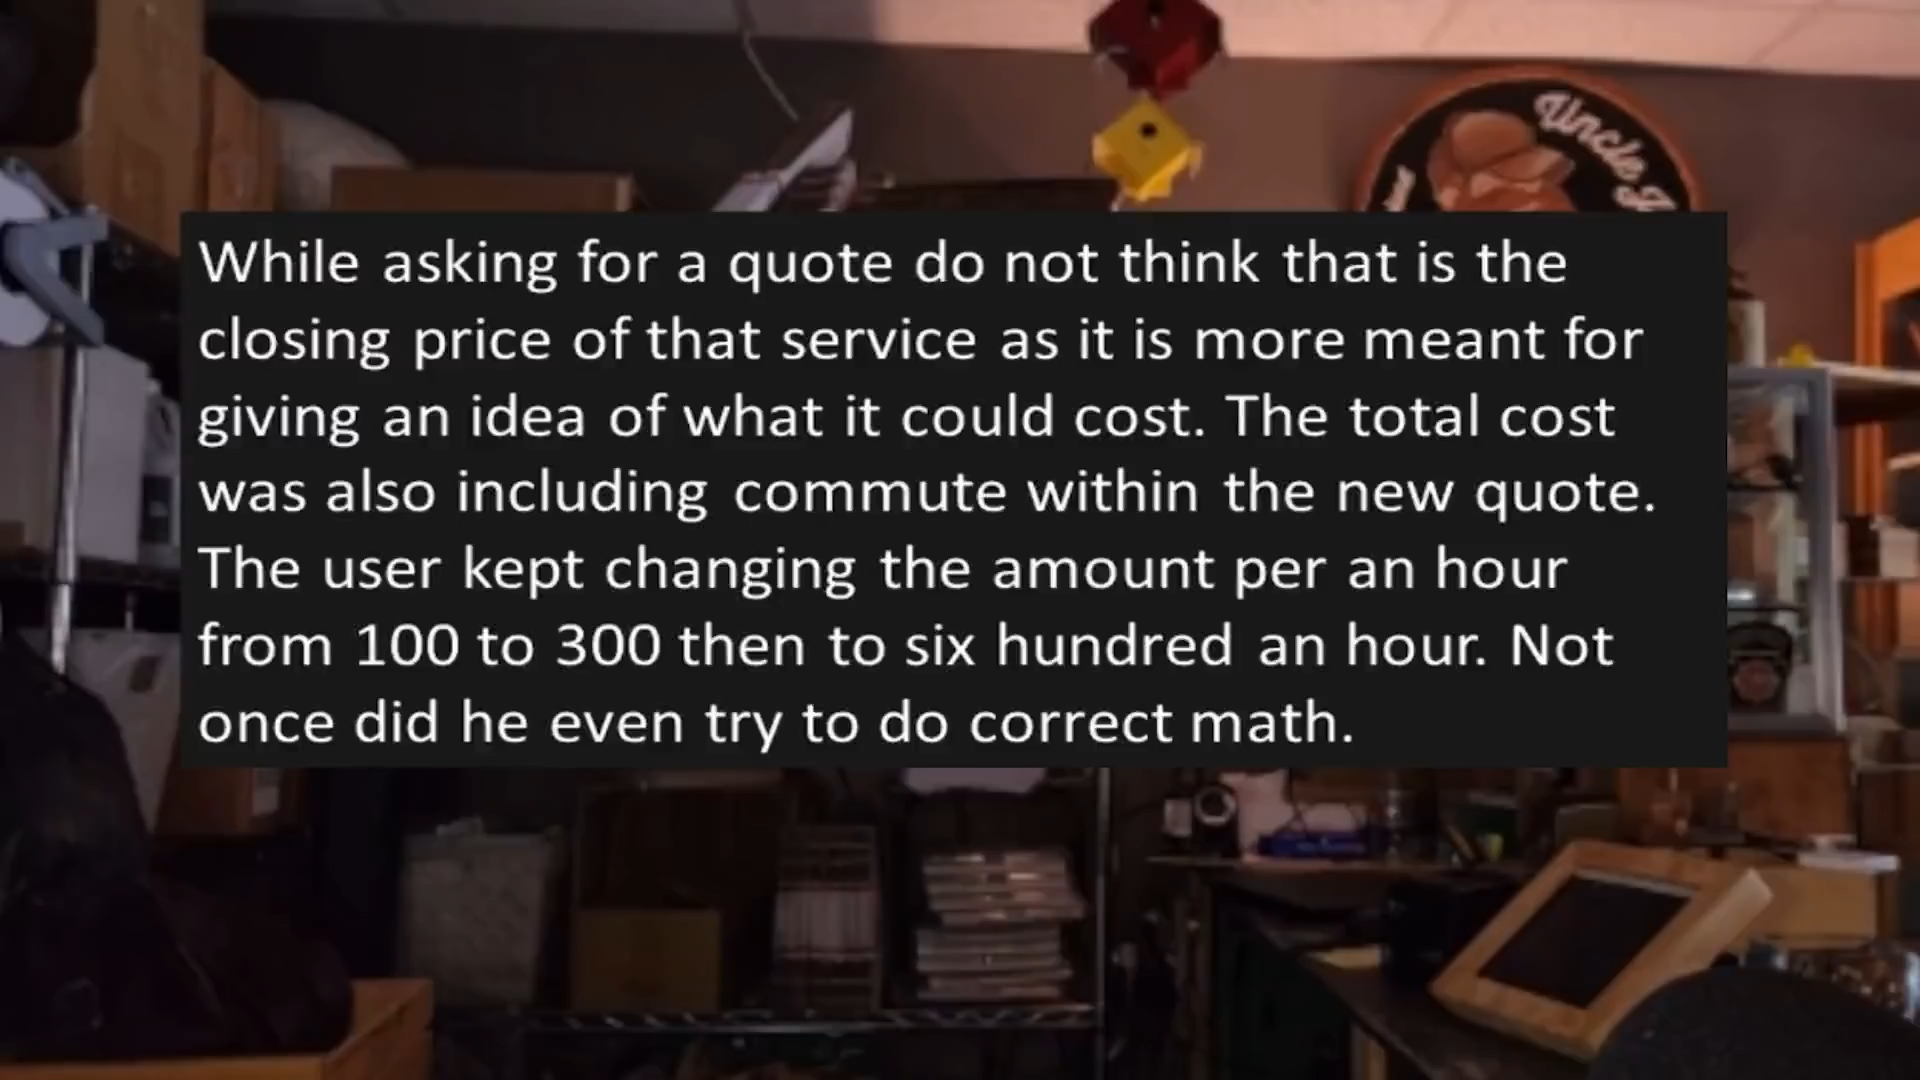 Uncle
While asking for a quote do not think that is the
closing price of that service as it is more meant for
giving an idea of what it could cost. The total cost
was also including commute within the new quote.
The user kept changing the amount per an hour
from 100 to 300 then to six hundred an hour. Not
once did he even try to do correct math.